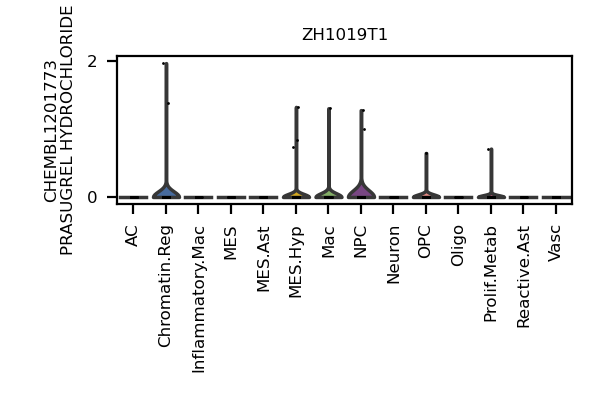 ZH1019T1
CHEMBL1201773
PRASUGREL HYDROCHLORIDE
2
0
AC
Chromatin.Reg
Inflammatory.Mac
MES
MES.Ast
MES.Hyp
Mac
NPC
Neuron
OPC
Oligo
Prolif.Metab
Reactive.Ast
Vasc